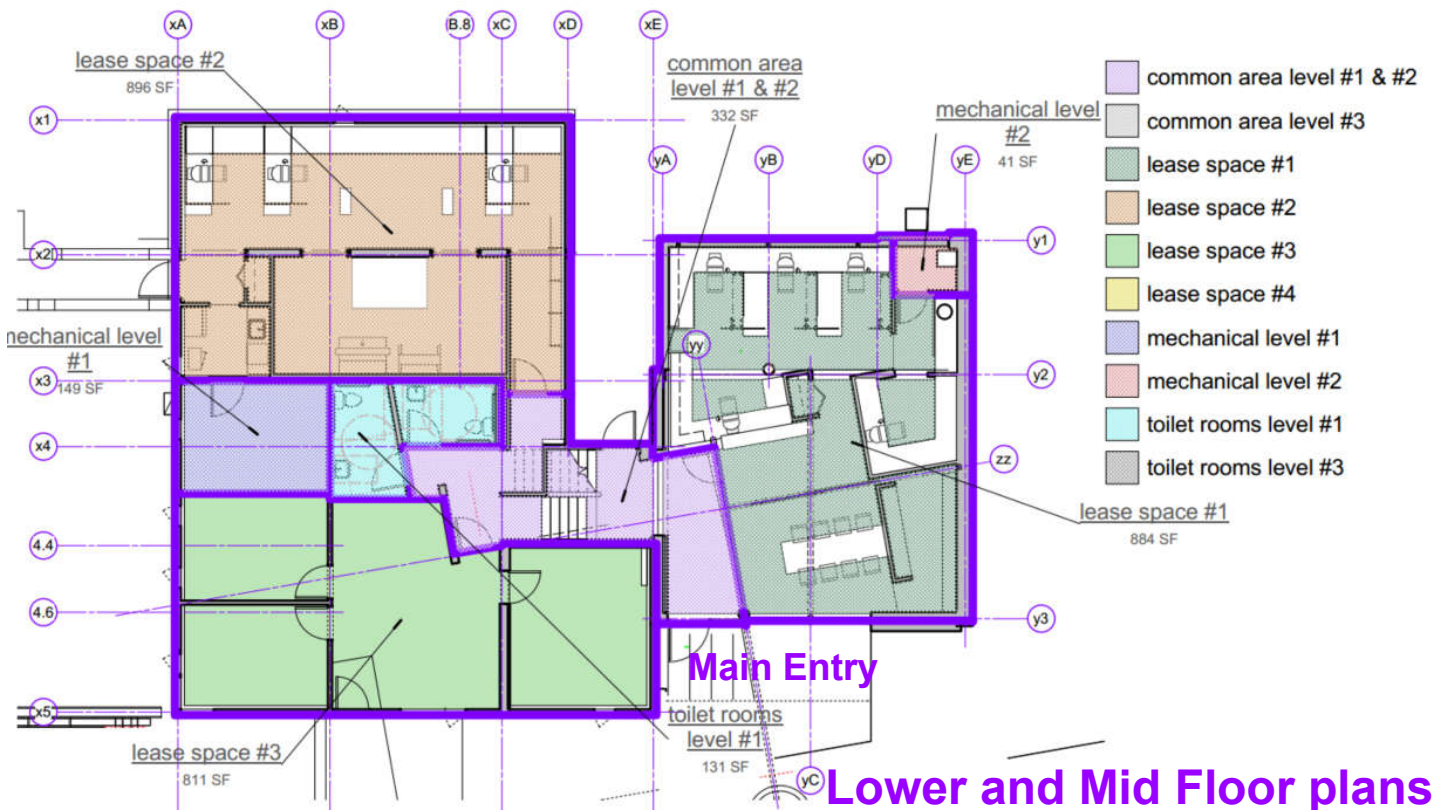 xA
xB
B.8
xC
xD
xE
lease space #2
896 SF
common area
level #1 & #2
332 SF
mechanical level
#2
41 SF
x1
yA
yB
yD
yE
x2
y1
mechanical level
#1
149 SF
yy
x3
y2
x4
zz
lease space #1
884 SF
4.4
4.6
y3
Main Entry
x5
toilet rooms
level #1
131 SF
lease space #3
811 SF
yC
Lower and Mid Floor plans
common area level #1 & #2
common area level #3
lease space #1
lease space #2
lease space #3
lease space #4
mechanical level #1
mechanical level #2
toilet rooms level #1
toilet rooms level #3